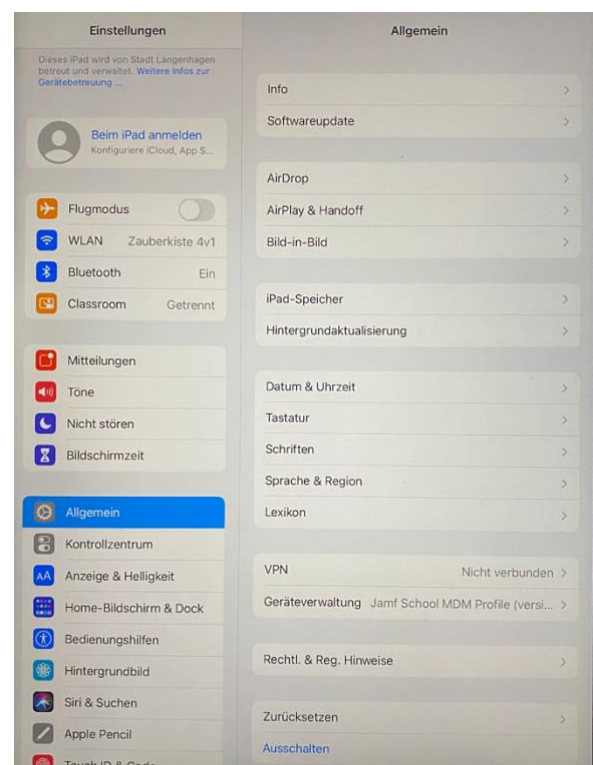 Einstellungen
Dieses iPad wird von Stadt Langenhagen
betreut und verwaltet. Weitere Infos zur
Gerätebetreuung ...
Beim iPad anmelden
Konfiguriere iCloud, App S...
Flugmodus
WLAN Zauberkiste 4v1
Bluetooth Ein
Classroom Getrennt
Mitteilungen
Töne
Nicht stören
Bildschirmzeit
Allgemein
Kontrollzentrum
AA Anzeige & Helligkeit
Home-Bildschirm & Dock
Bedienungshilfen
Hintergrundbild
Siri & Suchen
Apple Pencil
Touch ID & Code
Allgemein
Info
Softwareupdate
AirDrop
AirPlay & Handoff
Bild-in-Bild
iPad-Speicher
Hintergrundaktualisierung
Datum & Uhrzeit
Tastatur
Schriften
Sprache & Region
Lexikon
VPN Nicht verbunden
Geräteverwaltung Jamf School MDM Profile (versi...
Rechtl. & Reg. Hinweise
Zurücksetzen
Ausschalten